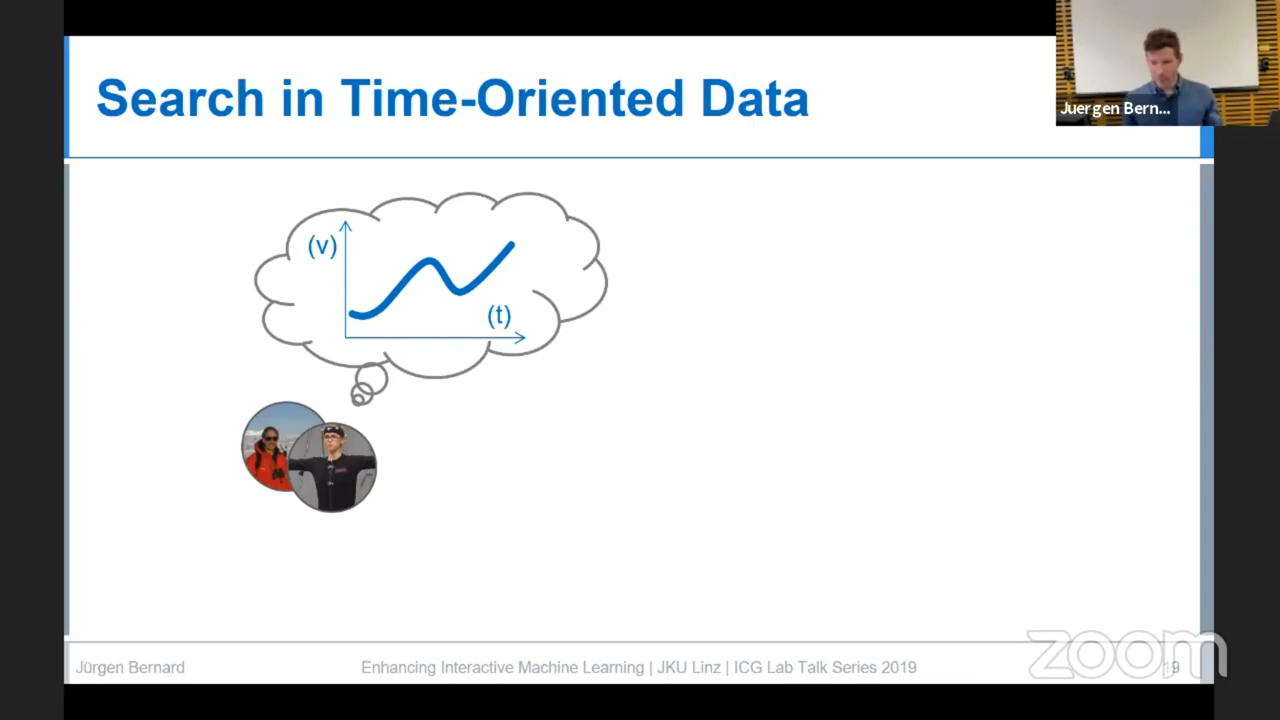 Search in Time-Oriented Data
Juergen Bern...
(v)
(t)
Jürgen Bernard
Enhancing Interactive Machine Learning | JKU Linz | ICG Lab Talk Series 2019
19
zoom